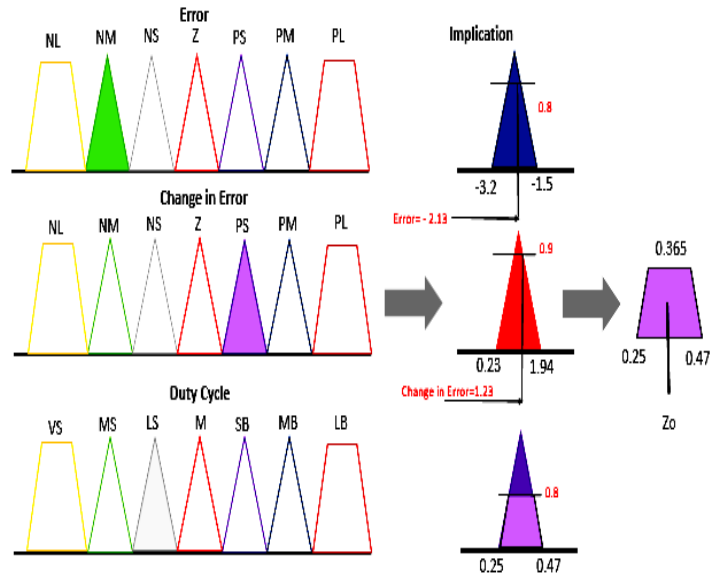 Error
NL NM NS Z PS PM PL
Implication
0.8
-3.2 -1.5
Error= - 2.13
Change in Error
NL NM NS Z PS PM PL
0.9
0.23 1.94
Change in Error=1.23
0.365
0.25 0.47
Zo
Duty Cycle
VS MS LS M SB MB LB
0.8
0.25 0.47